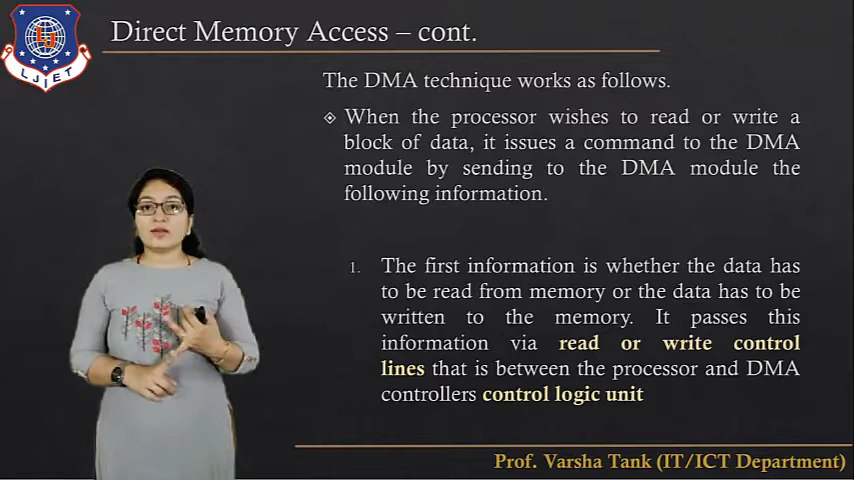 Direct Memory Access – cont.
LJIET
The DMA technique works as follows.
When the processor wishes to read or write a
block of data, it issues a command to the DMA
module by sending to the DMA module the
following information.
1. The first information is whether the data has
to be read from memory or the data has to be
written to the memory. It passes this
information via read or write control
lines that is between the processor and DMA
controllers control logic unit
Prof. Varsha Tank (IT/ICT Department)